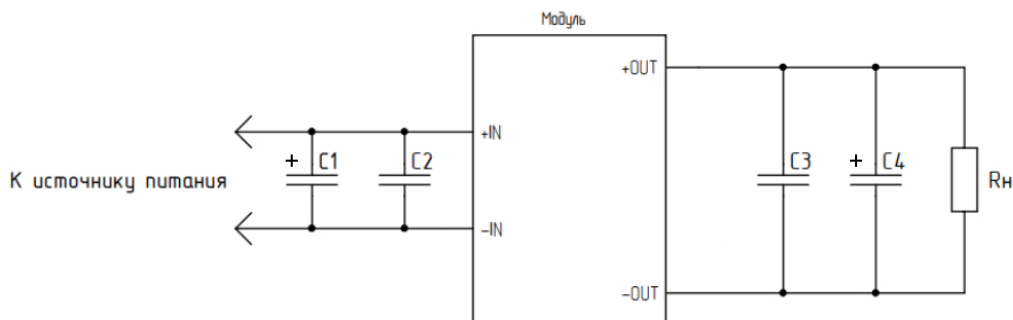 Модуль
+OUT
+IN
+ C1
C2
C3
+ C4
К источнику питания
Rн
-IN
-OUT